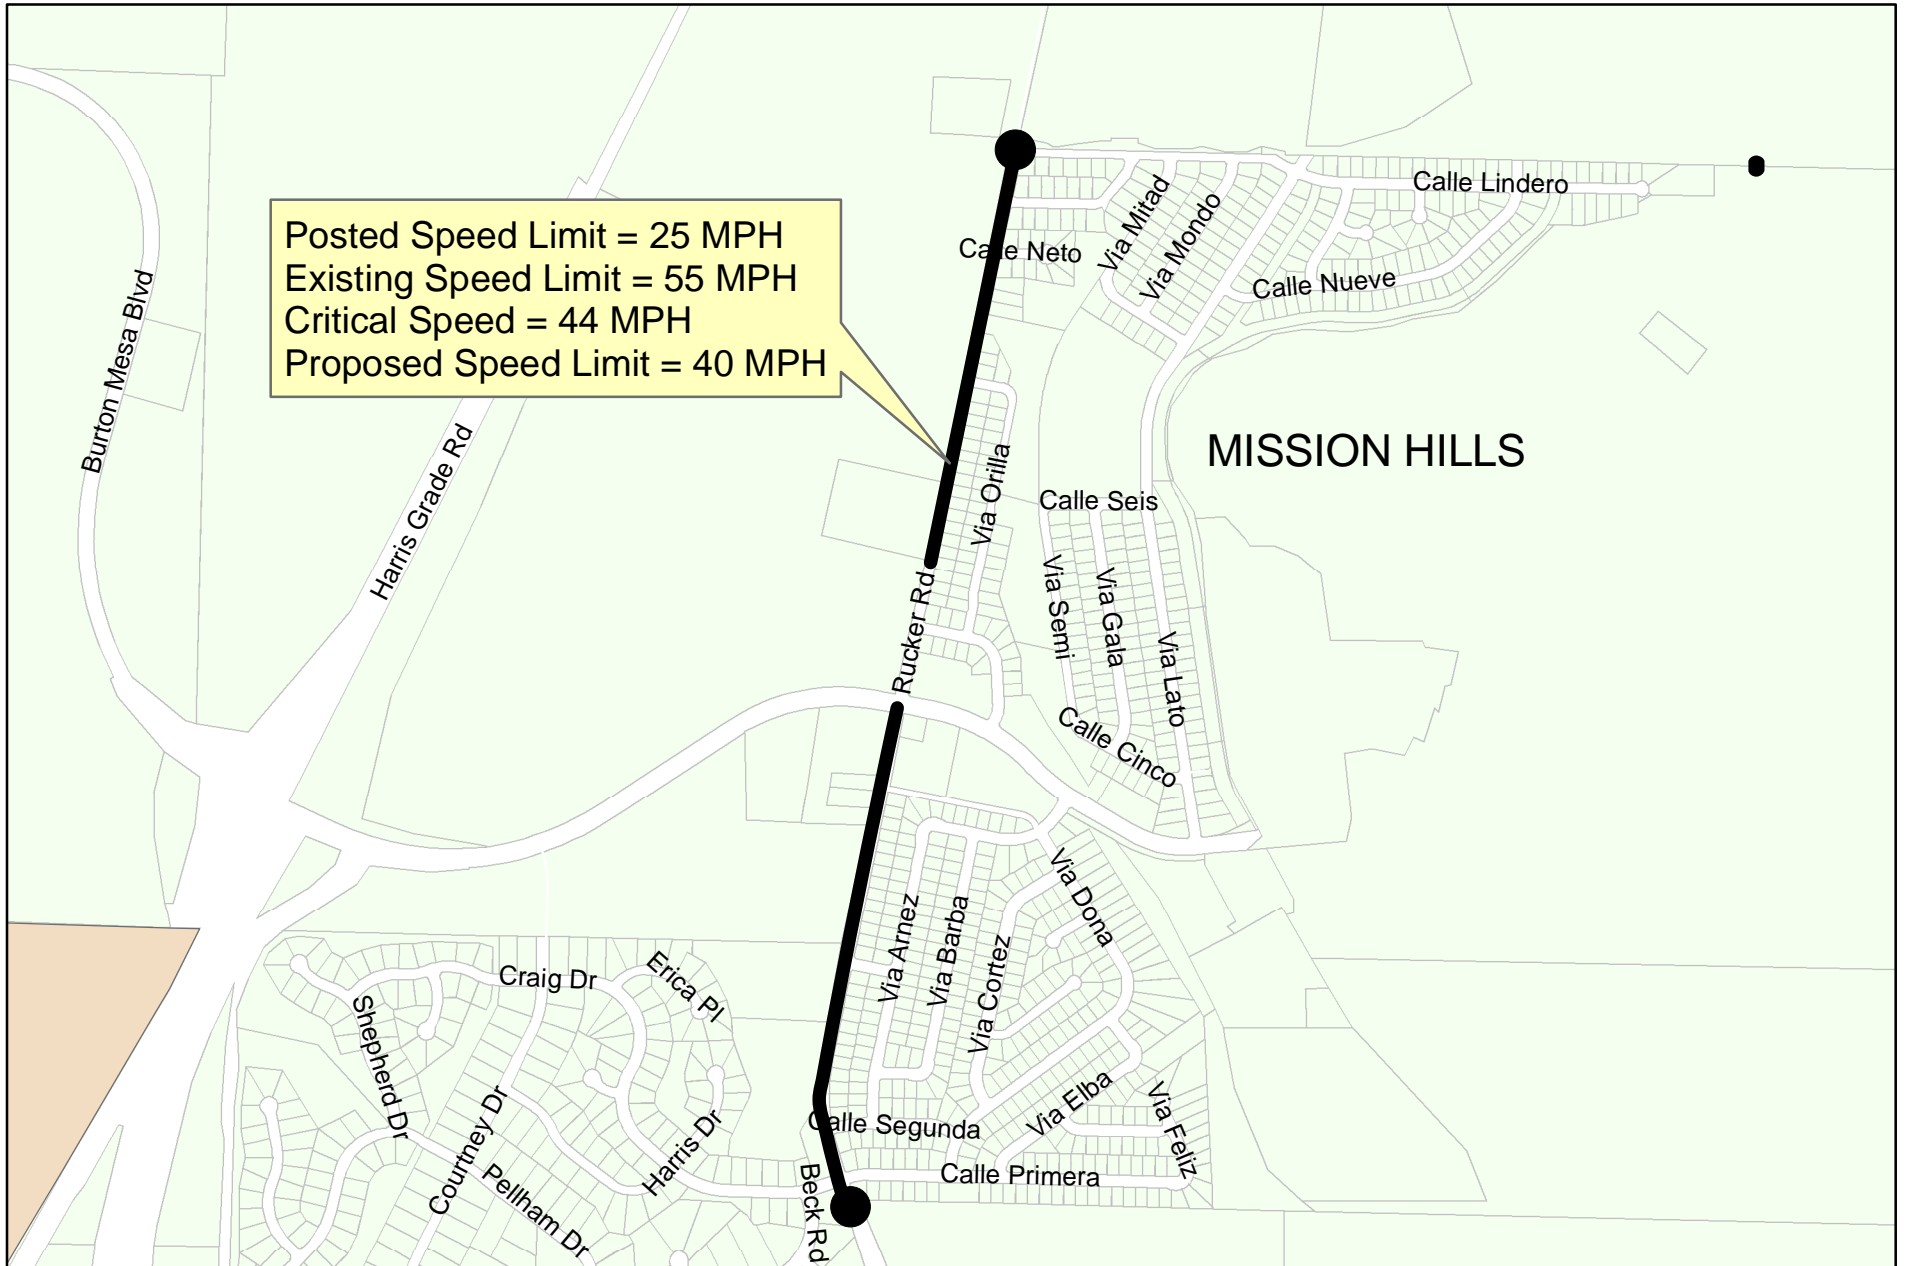 Posted Speed Limit = 25 MPH
Existing Speed Limit = 55 MPH
Critical Speed = 44 MPH
Proposed Speed Limit = 40 MPH
Calle Lindero
Via Mitad
Via Mondo
Calle Neto
Calle Nueve
Burton Mesa Blvd
Harris Grade Rd
MISSION HILLS
Via Orilla
Calle Seis
Rucker Rd
Via Semi
Via Gala
Via Lato
Calle Cinco
Via Dona
Via Arnez
Via Barba
Via Cortez
Craig Dr
Erica Pl
Shepherd Dr
Courtney Dr
Harris Dr
Pellham Dr
Calle Segunda
Via Elba
Via Feliz
Calle Primera
Beck Rd